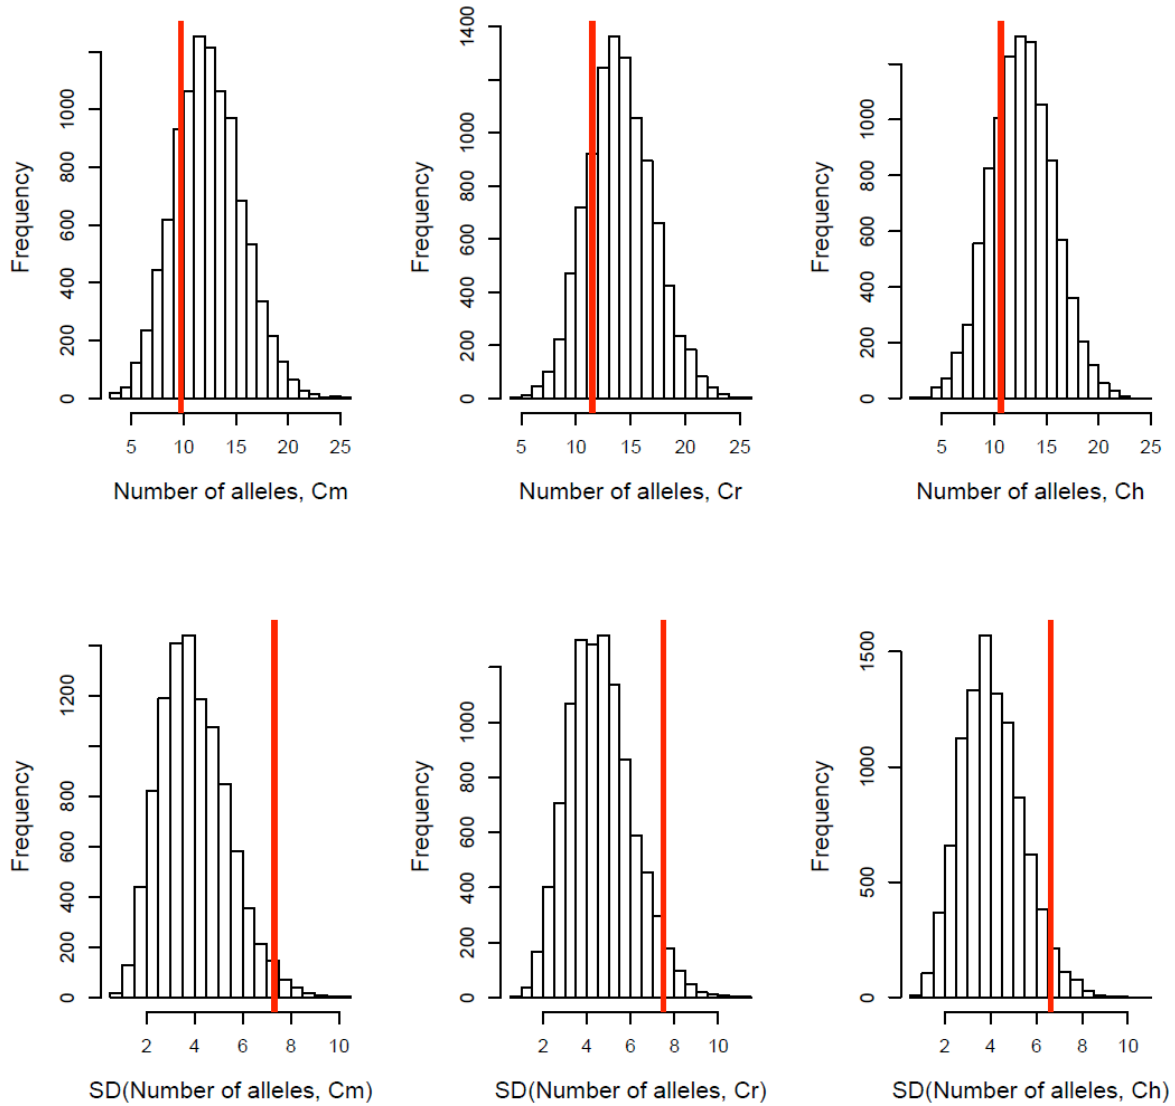 Frequency
0 200 400 600 800 1000
5 10 15 20 25
Number of alleles, Cm
Frequency
0 200 400 600 800 1000 1400
5 10 15 20 25
Number of alleles, Cr
Frequency
0 200 400 600 800 1000
5 10 15 20 25
Number of alleles, Ch
Frequency
0 200 400 600 800 1200
2 4 6 8 10
SD(Number of alleles, Cm)
Frequency
0 200 400 600 800 1000
2 4 6 8 10
SD(Number of alleles, Cr)
Frequency
0 500 1000 1500
2 4 6 8 10
SD(Number of alleles, Ch)